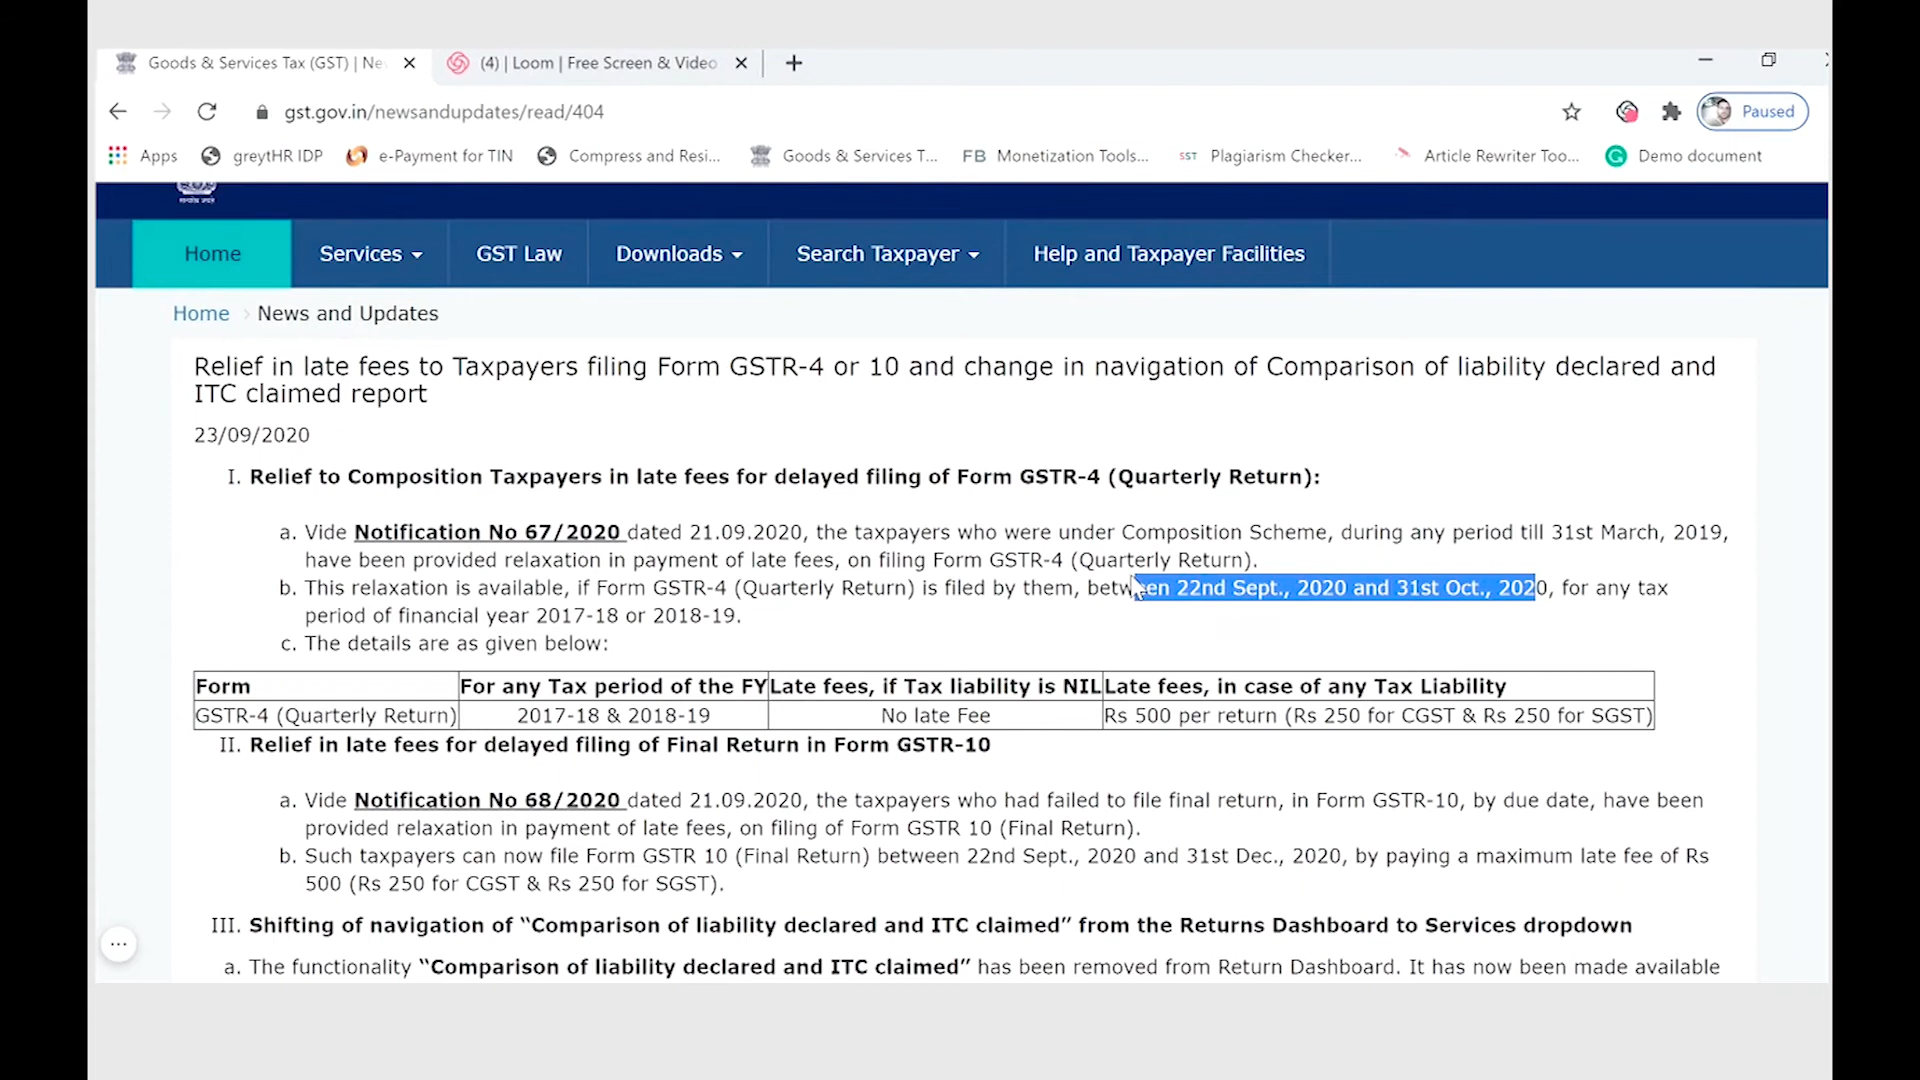 Goods & Services Tax (GST) | Ne
(4) | Loom | Free Screen & Video
gst.gov.in/newsandupdates/read/404
Paused
Apps
greytHR IDP
e-Payment for TIN
Compress and Resi...
Goods & Services T...
FB Monetization Tools...
SST Plagiarism Checker...
Article Rewriter Too...
Demo document
सत्यमेव जयते
Home
Services
GST Law
Downloads
Search Taxpayer
Help and Taxpayer Facilities
Home > News and Updates
Relief in late fees to Taxpayers filing Form GSTR-4 or 10 and change in navigation of Comparison of liability declared and
ITC claimed report
23/09/2020
I. Relief to Composition Taxpayers in late fees for delayed filing of Form GSTR-4 (Quarterly Return):
a. Vide Notification No 67/2020 dated 21.09.2020, the taxpayers who were under Composition Scheme, during any period till 31st March, 2019,
have been provided relaxation in payment of late fees, on filing Form GSTR-4 (Quarterly Return).
b. This relaxation is available, if Form GSTR-4 (Quarterly Return) is filed by them, between 22nd Sept., 2020 and 31st Oct., 2020, for any tax
period of financial year 2017-18 or 2018-19.
c. The details are as given below:
Form For any Tax period of the FY Late fees, if Tax liability is NIL Late fees, in case of any Tax Liability
GSTR-4 (Quarterly Return) 2017-18 & 2018-19 No late Fee Rs 500 per return (Rs 250 for CGST & Rs 250 for SGST)
II. Relief in late fees for delayed filing of Final Return in Form GSTR-10
a. Vide Notification No 68/2020 dated 21.09.2020, the taxpayers who had failed to file final return, in Form GSTR-10, by due date, have been
provided relaxation in payment of late fees, on filing of Form GSTR 10 (Final Return).
b. Such taxpayers can now file Form GSTR 10 (Final Return) between 22nd Sept., 2020 and 31st Dec., 2020, by paying a maximum late fee of Rs
500 (Rs 250 for CGST & Rs 250 for SGST).
III. Shifting of navigation of “Comparison of liability declared and ITC claimed” from the Returns Dashboard to Services dropdown
a. The functionality “Comparison of liability declared and ITC claimed” has been removed from Return Dashboard. It has now been made available